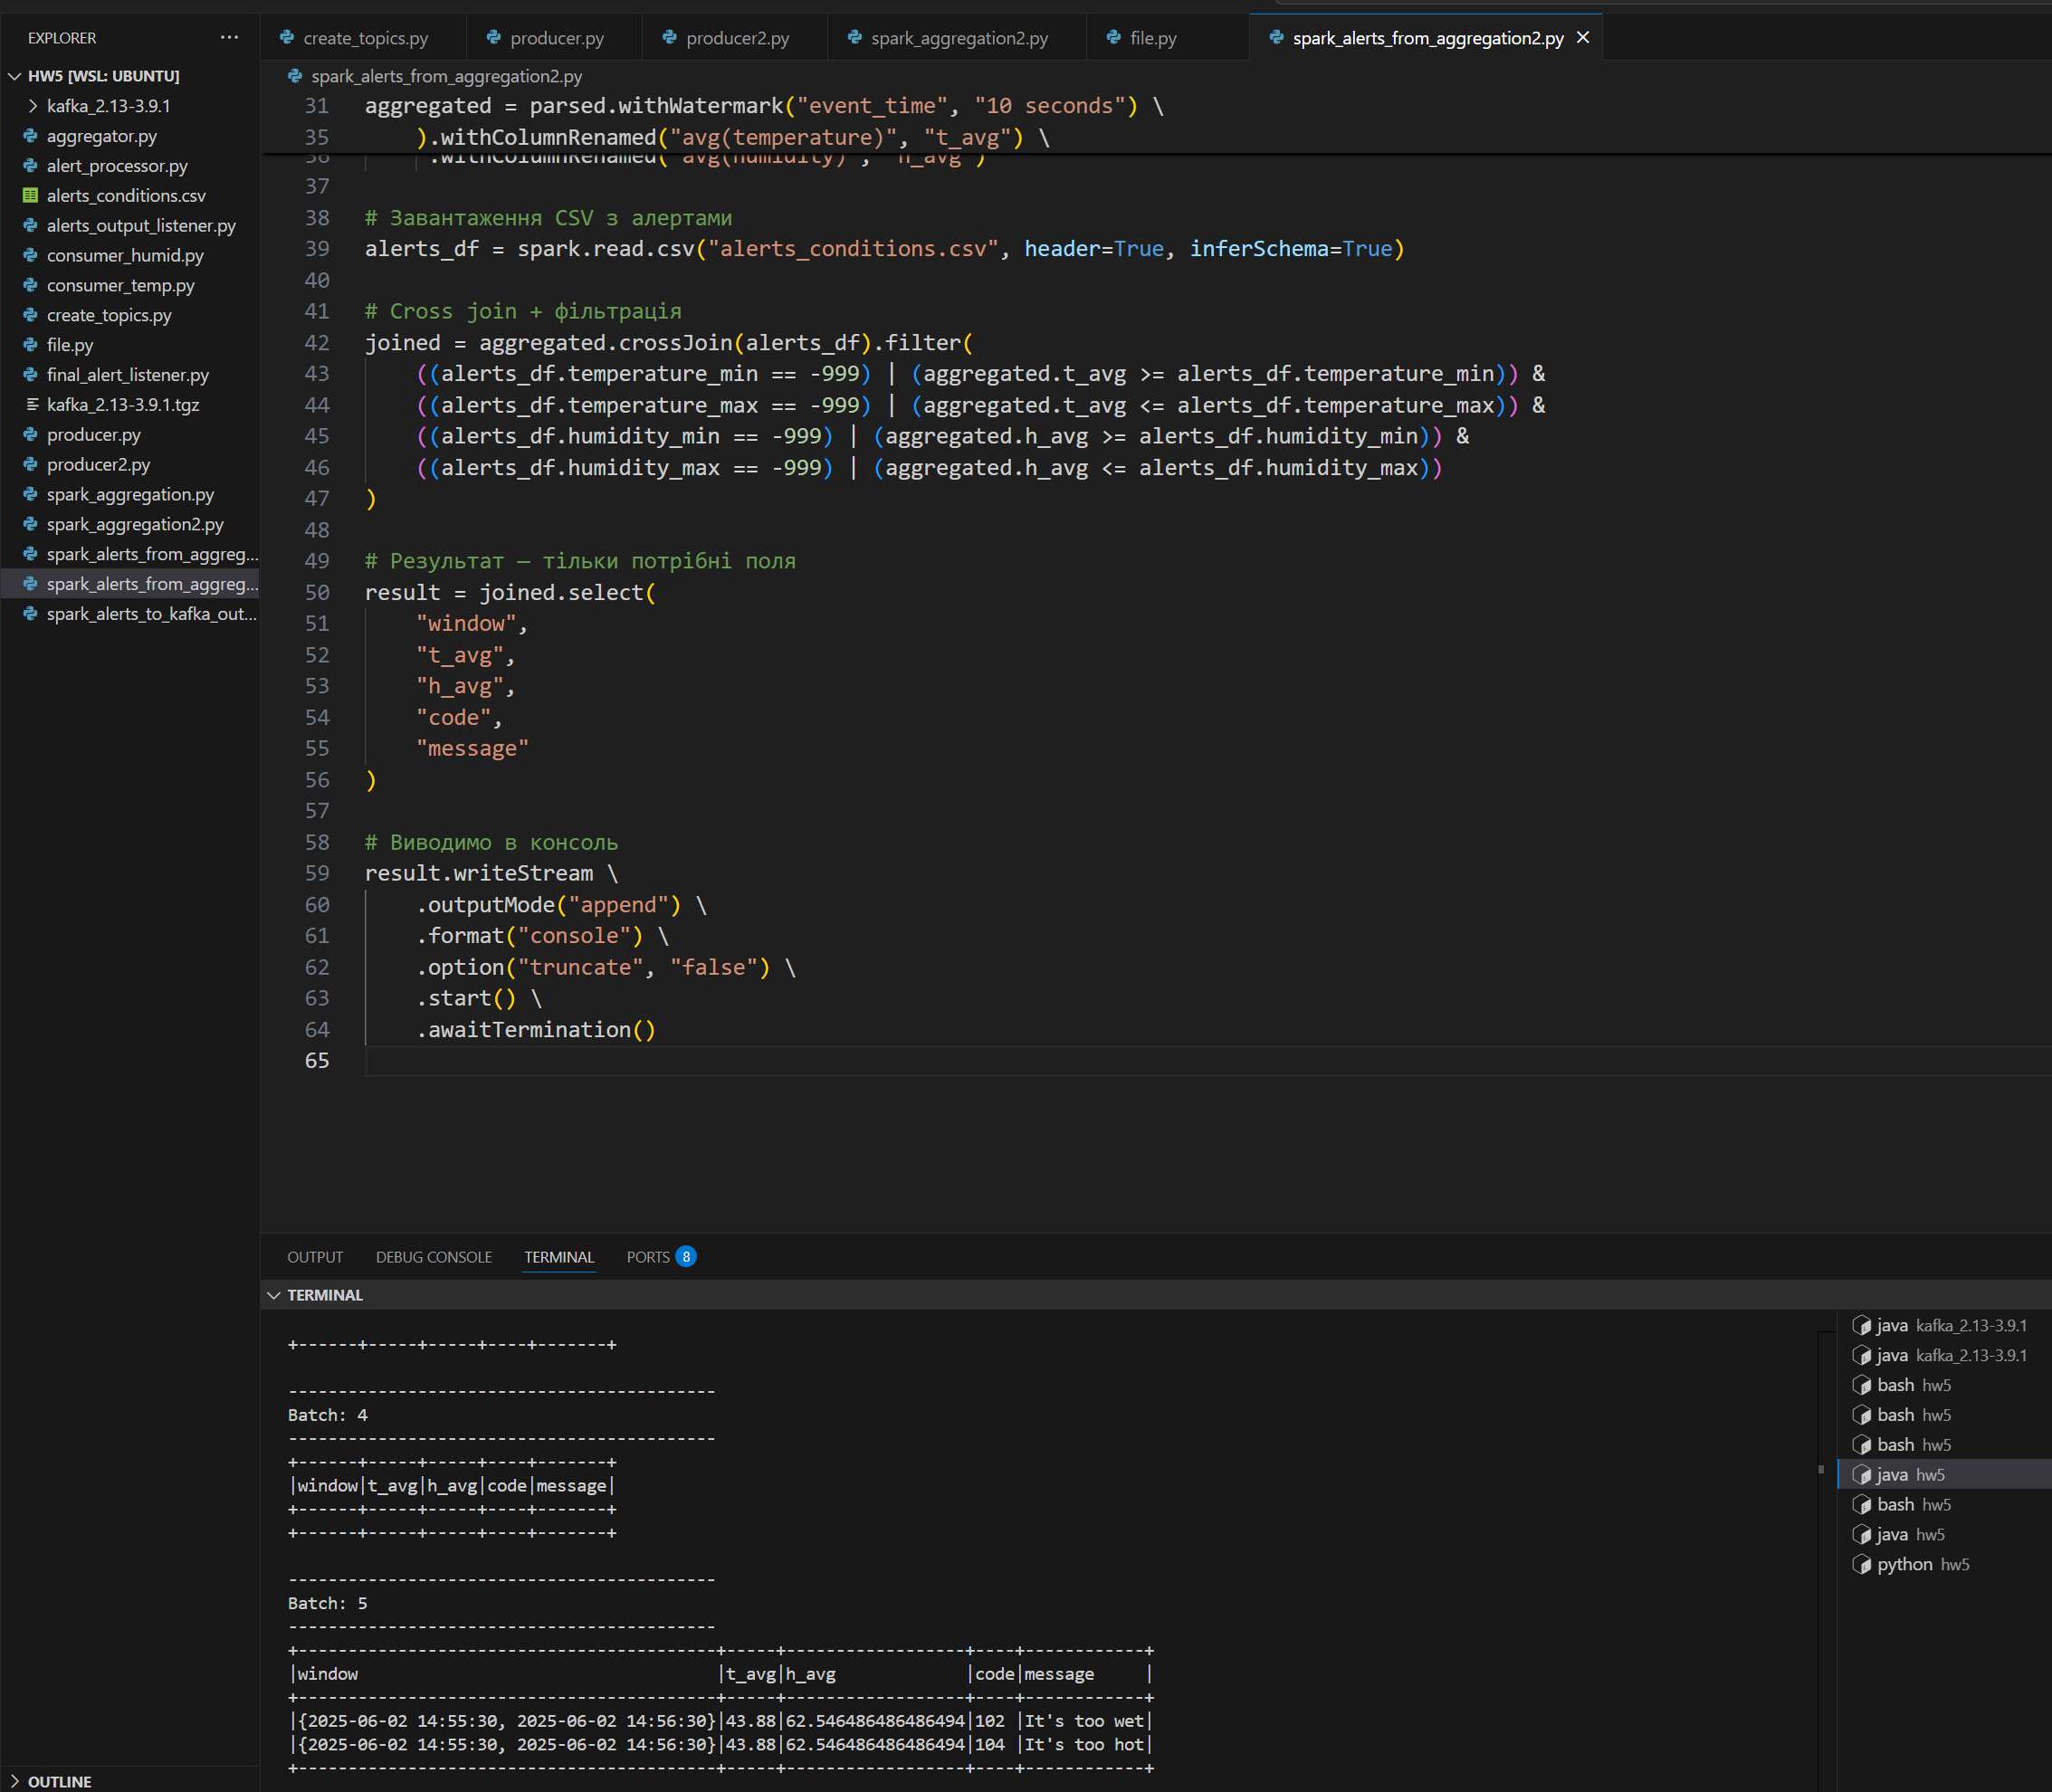 EXPLORER
HW5 [WSL: UBUNTU]
kafka_2.13-3.9.1
aggregator.py
alert_processor.py
alerts_conditions.csv
alerts_output_listener.py
consumer_humid.py
consumer_temp.py
create_topics.py
file.py
final_alert_listener.py
kafka_2.13-3.9.1.tgz
producer.py
producer2.py
spark_aggregation.py
spark_aggregation2.py
spark_alerts_from_aggreg...
spark_alerts_from_aggreg...
spark_alerts_to_kafka_out...
OUTLINE
create_topics.py producer.py producer2.py spark_aggregation2.py file.py spark_alerts_from_aggregation2.py
spark_alerts_from_aggregation2.py
31 aggregated = parsed.withWatermark("event_time", "10 seconds") \
35     ).withColumnRenamed("avg(temperature)", "t_avg") \
36     .withColumnRenamed("avg(humidity)", "h_avg")
37
38 # Завантаження CSV з алертами
39 alerts_df = spark.read.csv("alerts_conditions.csv", header=True, inferSchema=True)
40
41 # Cross join + фільтрація
42 joined = aggregated.crossJoin(alerts_df).filter(
43     ((alerts_df.temperature_min == -999) | (aggregated.t_avg >= alerts_df.temperature_min)) &
44     ((alerts_df.temperature_max == -999) | (aggregated.t_avg <= alerts_df.temperature_max)) &
45     ((alerts_df.humidity_min == -999) | (aggregated.h_avg >= alerts_df.humidity_min)) &
46     ((alerts_df.humidity_max == -999) | (aggregated.h_avg <= alerts_df.humidity_max))
47 )
48
49 # Результат — тільки потрібні поля
50 result = joined.select(
51     "window",
52     "t_avg",
53     "h_avg",
54     "code",
55     "message"
56 )
57
58 # Виводимо в консоль
59 result.writeStream \
60     .outputMode("append") \
61     .format("console") \
62     .option("truncate", "false") \
63     .start() \
64     .awaitTermination()
65
OUTPUT DEBUG CONSOLE TERMINAL PORTS 8
TERMINAL
+------+-----+-----+----+-------+
-------------------------------------------
Batch: 4
-------------------------------------------
+------+-----+-----+----+-------+
|window|t_avg|h_avg|code|message|
+------+-----+-----+----+-------+
+------+-----+-----+----+-------+
-------------------------------------------
Batch: 5
-------------------------------------------
+------------------------------------------+-----+------------------+----+------------+
|window                                    |t_avg|h_avg             |code|message     |
+------------------------------------------+-----+------------------+----+------------+
|{2025-06-02 14:55:30, 2025-06-02 14:56:30}|43.88|62.546486486486494|102 |It's too wet|
|{2025-06-02 14:55:30, 2025-06-02 14:56:30}|43.88|62.546486486486494|104 |It's too hot|
+------------------------------------------+-----+------------------+----+------------+
java kafka_2.13-3.9.1
java kafka_2.13-3.9.1
bash hw5
bash hw5
bash hw5
java hw5
bash hw5
java hw5
python hw5